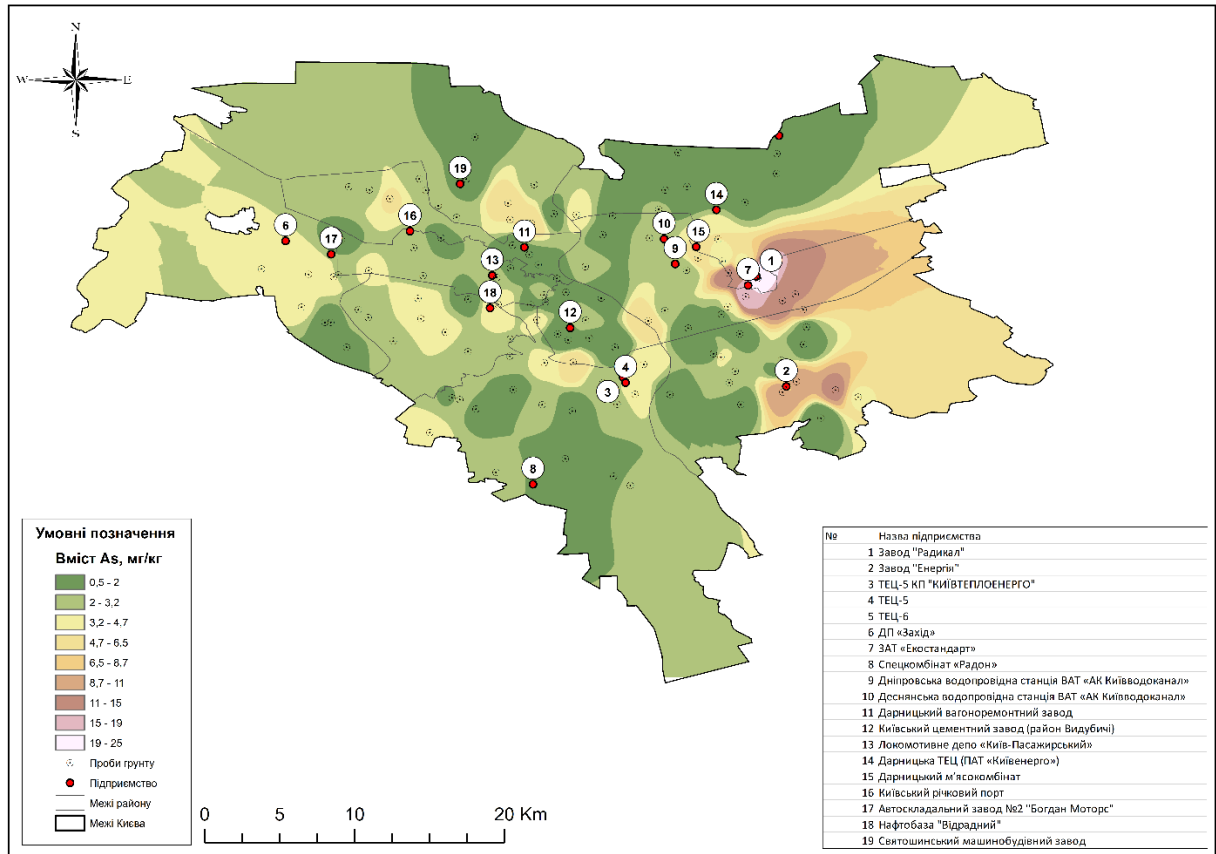 N
W E
S
19
14
16
6
17
11
10
15
9
13
7
1
18
12
4
3
2
8
Умовні позначення
Вміст As, мг/кг
0,5 - 2
2 - 3,2
3,2 - 4.7
4,7 - 6.5
6,5 - 8.7
8,7 - 11
11 - 15
15 - 19
19 - 25
Проби грунту
Підприємство
Межі району
Межі Києва
0 5 10 20 Km
№ Назва підприємства
1 Завод "Радикал"
2 Завод "Енергія"
3 ТЕЦ-5 КП "КИЇВТЕПЛОЕНЕРГО"
4 ТЕЦ-5
5 ТЕЦ-6
6 ДП «Захід»
7 ЗАТ «Екостандарт»
8 Спецкомбінат «Радон»
9 Дніпровська водопровідна станція ВАТ «АК Київводоканал»
10 Деснянська водопровідна станція ВАТ «АК Київводоканал»
11 Дарницький вагоноремонтний завод
12 Київський цементний завод (район Видубичі)
13 Локомотивне депо «Київ-Пасажирський»
14 Дарницька ТЕЦ (ПАТ «Київенерго»)
15 Дарницький м'ясокомбінат
16 Київський річковий порт
17 Автоскладальний завод №2 "Богдан Моторс"
18 Нафтобаза "Відрадний"
19 Святошинський машинобудівний завод